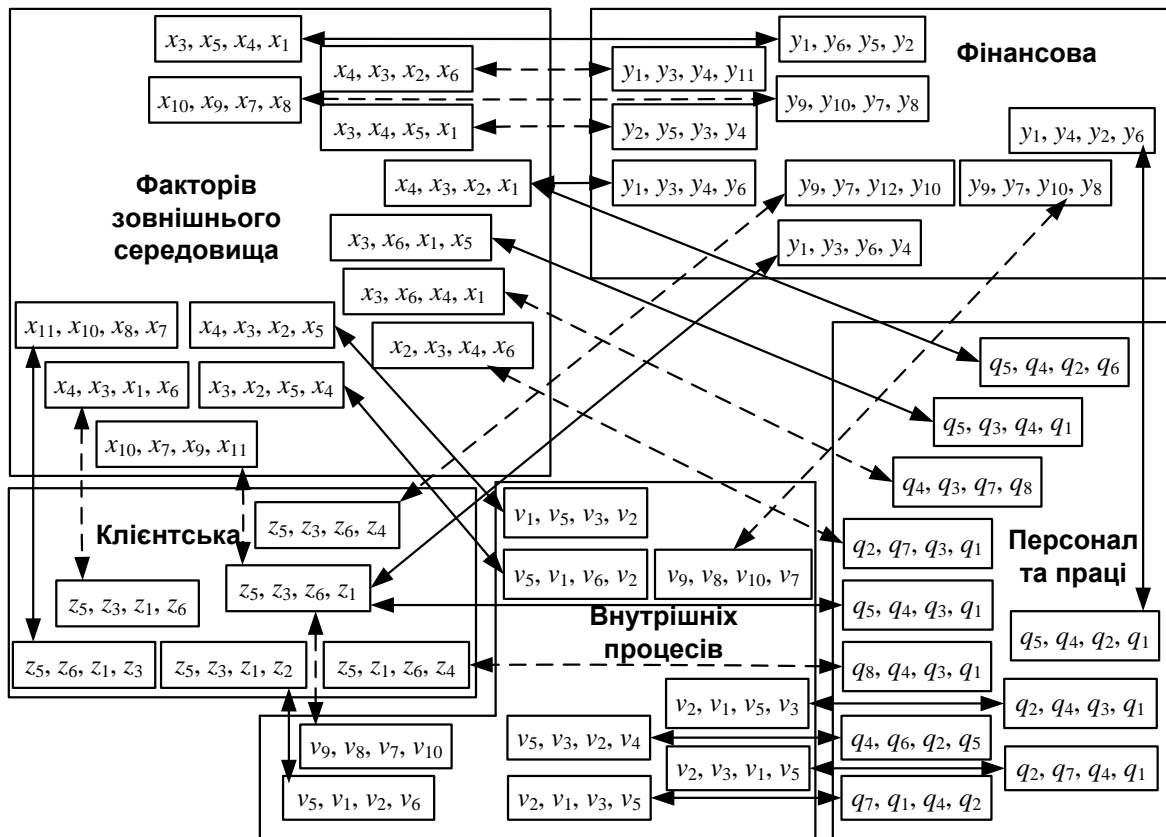 x3, x5, x4, x1
y1, y6, y5, y2
Фінансова
x4, x3, x2, x6
y1, y3, y4, y11
x10, x9, x7, x8
y9, y10, y7, y8
x3, x4, x5, x1
y2, y5, y3, y4
y1, y4, y2, y6
Факторів
зовнішнього
середовища
x4, x3, x2, x1
y1, y3, y4, y6
y9, y7, y12, y10
y9, y7, y10, y8
x3, x6, x1, x5
y1, y3, y6, y4
x3, x6, x4, x1
x11, x10, x8, x7
x4, x3, x2, x5
x2, x3, x4, x6
q5, q4, q2, q6
x4, x3, x1, x6
x3, x2, x5, x4
q5, q3, q4, q1
x10, x7, x9, x11
q4, q3, q7, q8
Клієнтська
z5, z3, z6, z4
v1, v5, v3, v2
q2, q7, q3, q1
Персонал
та праці
v5, v1, v6, v2
v9, v8, v10, v7
z5, z3, z6, z1
z5, z3, z1, z6
q5, q4, q3, q1
Внутрішніх
процесів
q5, q4, q2, q1
z5, z6, z1, z3
z5, z3, z1, z2
z5, z1, z6, z4
q8, q4, q3, q1
v2, v1, v5, v3
q2, q4, q3, q1
v9, v8, v7, v10
v5, v3, v2, v4
q4, q6, q2, q5
v2, v3, v1, v5
q2, q7, q4, q1
v5, v1, v2, v6
v2, v1, v3, v5
q7, q1, q4, q2